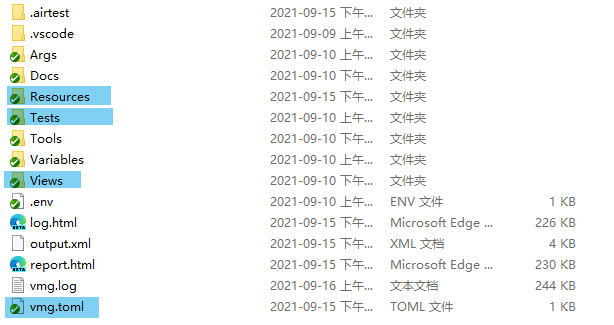 .airtest 2021-09-15 下午... 文件夹
.vscode 2021-09-09 上午... 文件夹
Args 2021-09-10 上午... 文件夹
Docs 2021-09-10 上午... 文件夹
Resources 2021-09-15 下午... 文件夹
Tests 2021-09-10 下午... 文件夹
Tools 2021-09-10 上午... 文件夹
Variables 2021-09-10 上午... 文件夹
Views 2021-09-10 下午... 文件夹
.env 2021-09-10 上午... ENV 文件 1 KB
log.html 2021-09-15 下午... Microsoft Edge ... 226 KB
output.xml 2021-09-15 下午... XML 文档 4 KB
report.html 2021-09-15 下午... Microsoft Edge ... 230 KB
vmg.log 2021-09-16 上午... 文本文档 244 KB
vmg.toml 2021-09-15 下午... TOML 文件 1 KB